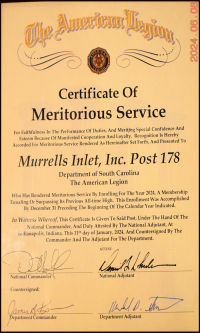 The American Legion
2024.06.06
Certificate Of
Meritorious Service
For Faithfulness In The Performance Of Duties, And Meriting Special Confidence And
Esteem Because Of Manifested Cooperation And Loyalty. Recognition Is Hereby
Accorded For Meritorious Service Rendered As Hereinafter Set Forth, And Presented To
Murrells Inlet, Inc. Post 178
Department of South Carolina
The American Legion
Who Has Rendered Meritorious Service By Enrolling For The Year 2024, A Membership
Equaling Or Surpassing Its Previous All-time High. This Enrollment Was Accomplished
By December 31 Preceding The Beginning Of The Calendar Year Indicated.
In Witness Whereof, This Certificate Is Given To Said Post, Under The Hand Of The
National Commander, And Duly Attested By The National Adjutant, At
Indianapolis, Indiana, This 17th day of January, 2024, And Countersigned By The
Commander And The Adjutant For The Department.
National Commander
National Adjutant
Countersigned:
Department Commander
Department Adjutant